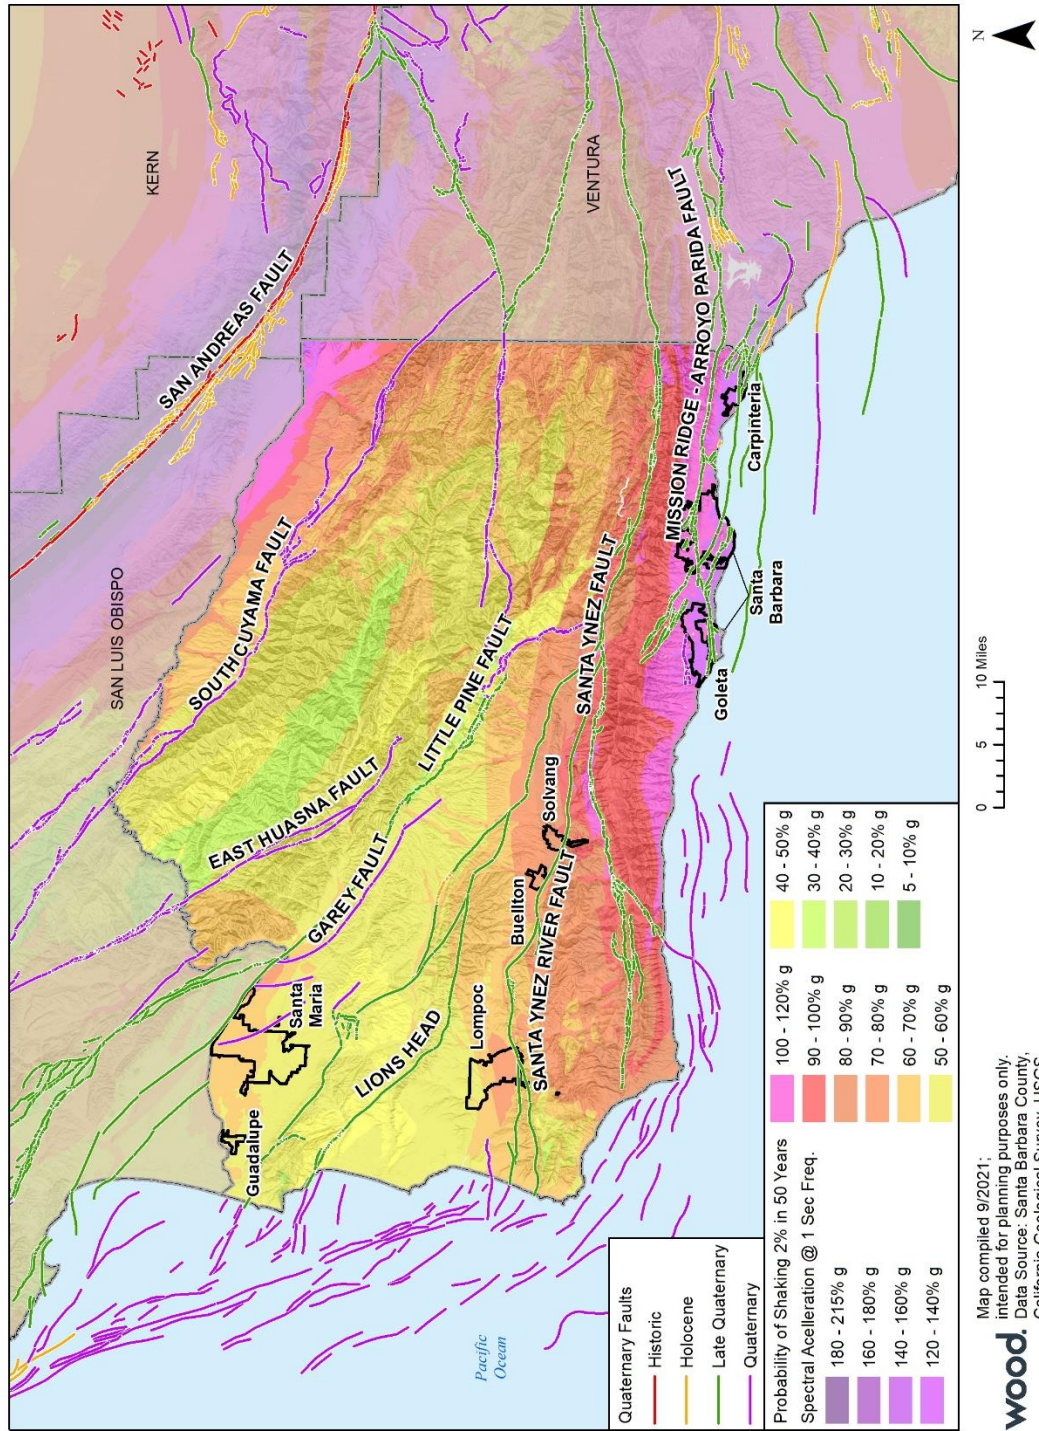 N
KERN
SAN ANDREAS FAULT
VENTURA
SAN LUIS OBISPO
SOUTH CUYAMA FAULT
EAST HUASNA FAULT
GAREY FAULT
LITTLE PINE FAULT
LIONS HEAD
SANTA YNEZ FAULT
SANTA YNEZ RIVER FAULT
MISSION RIDGE - ARROYO PARIDA FAULT
Guadalupe
Santa
Maria
Lompoc
Buellton
Solvang
Goleta
Santa
Barbara
Carpinteria
Pacific
Ocean
Quaternary Faults
Historic
Holocene
Late Quaternary
Quaternary
Probability of Shaking 2% in 50 Years
Spectral Acelleration @ 1 Sec Freq.
180 - 215% g
160 - 180% g
140 - 160% g
120 - 140% g
100 - 120% g
90 - 100% g
80 - 90% g
70 - 80% g
60 - 70% g
50 - 60% g
40 - 50% g
30 - 40% g
20 - 30% g
10 - 20% g
5 - 10% g
0 5 10 Miles
wood.
Map compiled 9/2021;
intended for planning purposes only.
Data Source: Santa Barbara County,
California Geological Survey, USGS